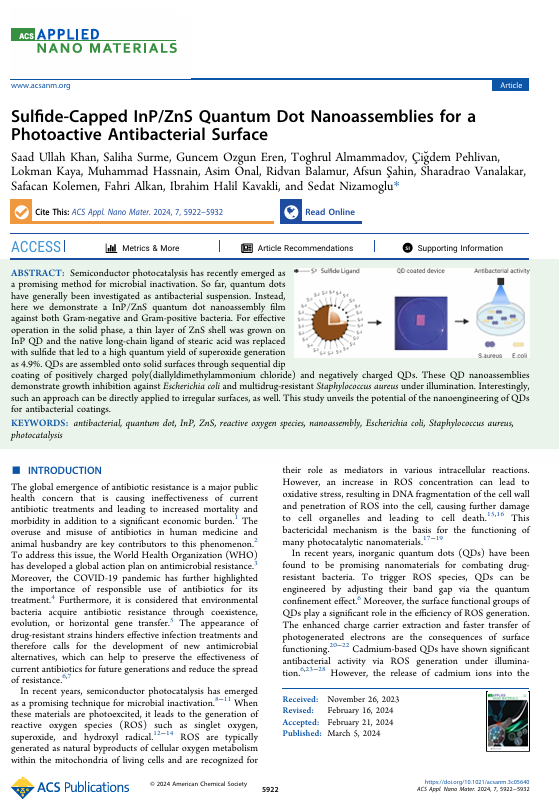 ACS APPLIED
NANO MATERIALS
www.acsanm.org
Article
Sulfide-Capped InP/ZnS Quantum Dot Nanoassemblies for a
Photoactive Antibacterial Surface
Saad Ullah Khan, Saliha Surme, Guncem Ozgun Eren, Toghrul Almammadov, Çiğdem Pehlivan,
Lokman Kaya, Muhammad Hassnain, Asim Onal, Ridvan Balamur, Afsun Şahin, Sharadrao Vanalakar,
Safacan Kolemen, Fahri Alkan, Ibrahim Halil Kavakli, and Sedat Nizamoglu*
Cite This: ACS Appl. Nano Mater. 2024, 7, 5922−5932
Read Online
ACCESS
Metrics & More
Article Recommendations
Supporting Information
ABSTRACT: Semiconductor photocatalysis has recently emerged as
a promising method for microbial inactivation. So far, quantum dots
have generally been investigated as antibacterial suspension. Instead,
here we demonstrate a InP/ZnS quantum dot nanoassembly film
against both Gram-negative and Gram-positive bacteria. For effective
operation in the solid phase, a thin layer of ZnS shell was grown on
InP QD and the native long-chain ligand of stearic acid was replaced
with sulfide that led to a high quantum yield of superoxide generation
as 4.9%. QDs are assembled onto solid surfaces through sequential dip
coating of positively charged poly(diallyldimethylammonium chloride) and negatively charged QDs. These QD nanoassemblies
demonstrate growth inhibition against Escherichia coli and multidrug-resistant Staphylococcus aureus under illumination. Interestingly,
such an approach can be directly applied to irregular surfaces, as well. This study unveils the potential of the nanoengineering of QDs
for antibacterial coatings.
S²⁻ Sulfide Ligand
QD coated device
Antibacterial activity
S.aureus
E.coli
KEYWORDS: antibacterial, quantum dot, InP, ZnS, reactive oxygen species, nanoassembly, Escherichia coli, Staphylococcus aureus,
photocatalysis
■ INTRODUCTION
The global emergence of antibiotic resistance is a major public
health concern that is causing ineffectiveness of current
antibiotic treatments and leading to increased mortality and
morbidity in addition to a significant economic burden.1 The
overuse and misuse of antibiotics in human medicine and
animal husbandry are key contributors to this phenomenon.2
To address this issue, the World Health Organization (WHO)
has developed a global action plan on antimicrobial resistance.3
Moreover, the COVID-19 pandemic has further highlighted
the importance of responsible use of antibiotics for its
treatment.4 Furthermore, it is considered that environmental
bacteria acquire antibiotic resistance through coexistence,
evolution, or horizontal gene transfer.5 The appearance of
drug-resistant strains hinders effective infection treatments and
therefore calls for the development of new antimicrobial
alternatives, which can help to preserve the effectiveness of
current antibiotics for future generations and reduce the spread
of resistance.6,7
In recent years, semiconductor photocatalysis has emerged
as a promising technique for microbial inactivation.8−11 When
these materials are photoexcited, it leads to the generation of
reactive oxygen species (ROS) such as singlet oxygen,
superoxide, and hydroxyl radical.12−14 ROS are typically
generated as natural byproducts of cellular oxygen metabolism
within the mitochondria of living cells and are recognized for
their role as mediators in various intracellular reactions.
However, an increase in ROS concentration can lead to
oxidative stress, resulting in DNA fragmentation of the cell wall
and penetration of ROS into the cell, causing further damage
to cell organelles and leading to cell death.15,16 This
bactericidal mechanism is the basis for the functioning of
many photocatalytic nanomaterials.17−19
In recent years, inorganic quantum dots (QDs) have been
found to be promising nanomaterials for combating drug-
resistant bacteria. To trigger ROS species, QDs can be
engineered by adjusting their band gap via the quantum
confinement effect.6 Moreover, the surface functional groups of
QDs play a significant role in the efficiency of ROS generation.
The enhanced charge carrier extraction and faster transfer of
photogenerated electrons are the consequences of surface
functioning.20−22 Cadmium-based QDs have shown significant
antibacterial activity via ROS generation under illumina-
tion.6,23−28 However, the release of cadmium ions into the
Received: November 26, 2023
Revised: February 16, 2024
Accepted: February 21, 2024
Published: March 5, 2024
ACS Publications
© 2024 American Chemical Society
5922
https://doi.org/10.1021/acsanm.3c05640
ACS Appl. Nano Mater. 2024, 7, 5922−5932